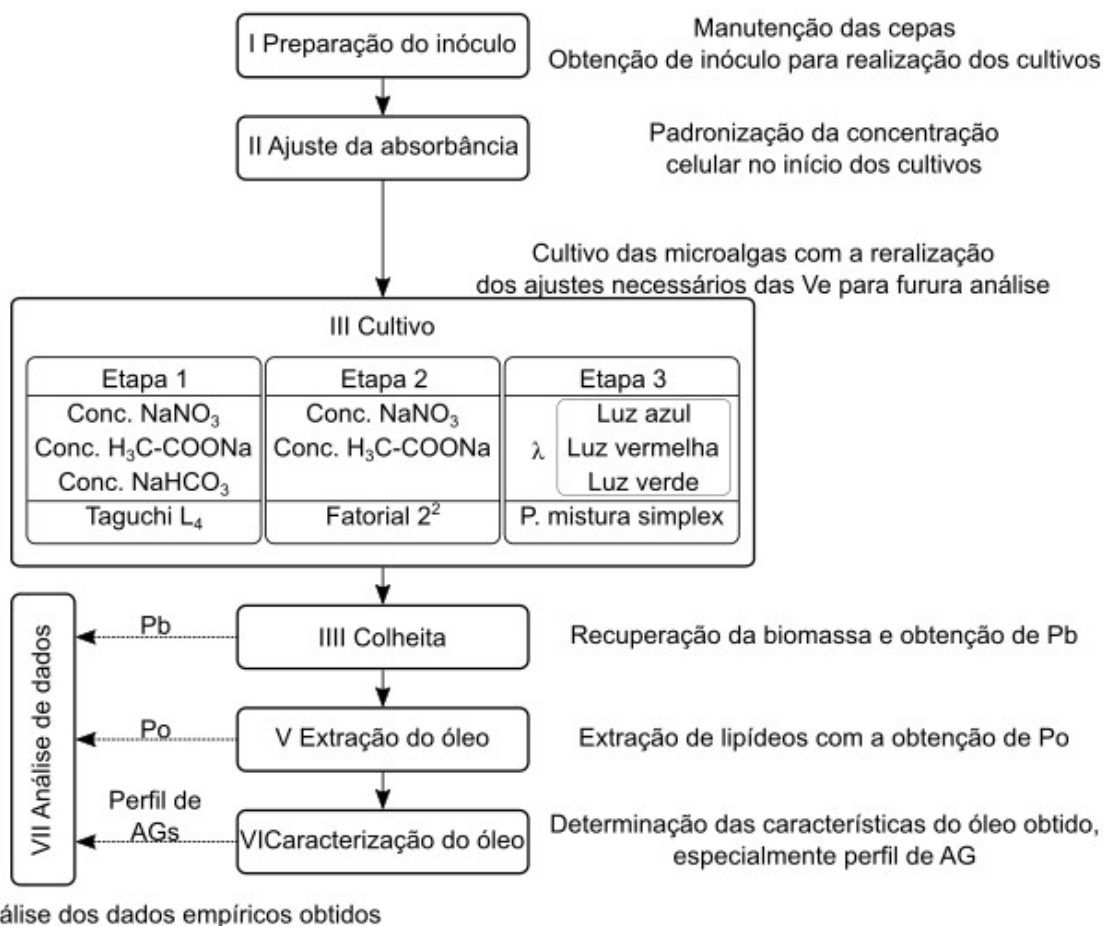 I Preparação do inóculo
Manutenção das cepas
Obtenção de inóculo para realização dos cultivos
II Ajuste da absorbância
Padronização da concentração
celular no início dos cultivos
Cultivo das microalgas com a reralização
dos ajustes necessários das Ve para furura análise
III Cultivo
Etapa 1
Conc. NaNO₃
Conc. H₃C-COONa
Conc. NaHCO₃
Taguchi L₄
Etapa 2
Conc. NaNO₃
Conc. H₃C-COONa
Fatorial 2²
Etapa 3
λ
Luz azul
Luz vermelha
Luz verde
P. mistura simplex
VII Análise de dados
Pb
IIII Colheita
Recuperação da biomassa e obtenção de Pb
Po
V Extração do óleo
Extração de lipídeos com a obtenção de Po
Perfil de
AGs
VICaracterização do óleo
Determinação das características do óleo obtido,
especialmente perfil de AG
álise dos dados empíricos obtidos